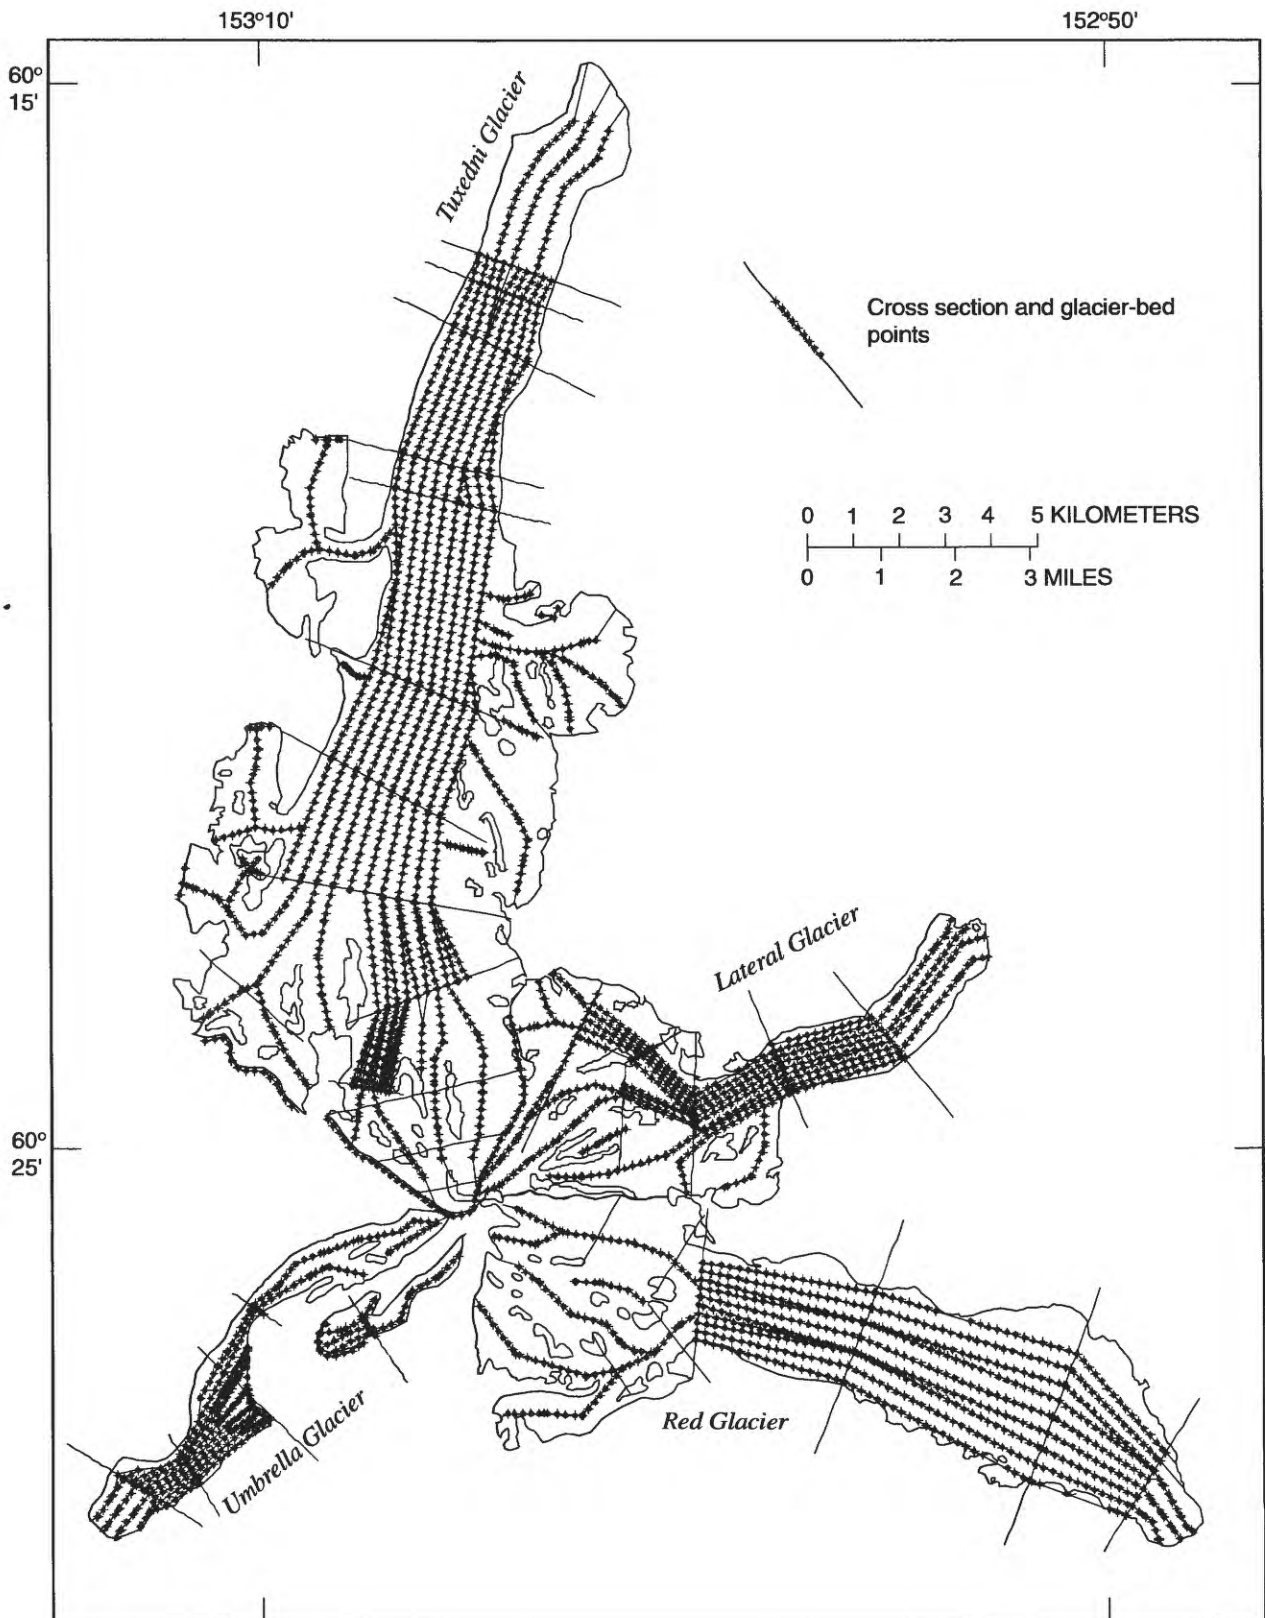 153°10'
152°50'
60°
15'
Tuxedni Glacier
Cross section and glacier-bed
points
0 1 2 3 4 5 KILOMETERS
0 1 2 3 MILES
Lateral Glacier
60°
25'
Red Glacier
Umbrella Glacier